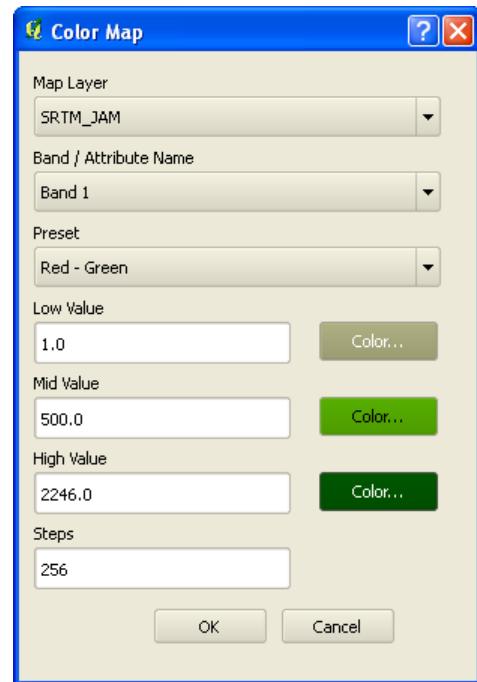 Color Map
Map Layer
SRTM_JAM
Band / Attribute Name
Band 1
Preset
Red - Green
Low Value
1.0 Color...
Mid Value
500.0 Color...
High Value
2246.0 Color...
Steps
256
OK Cancel